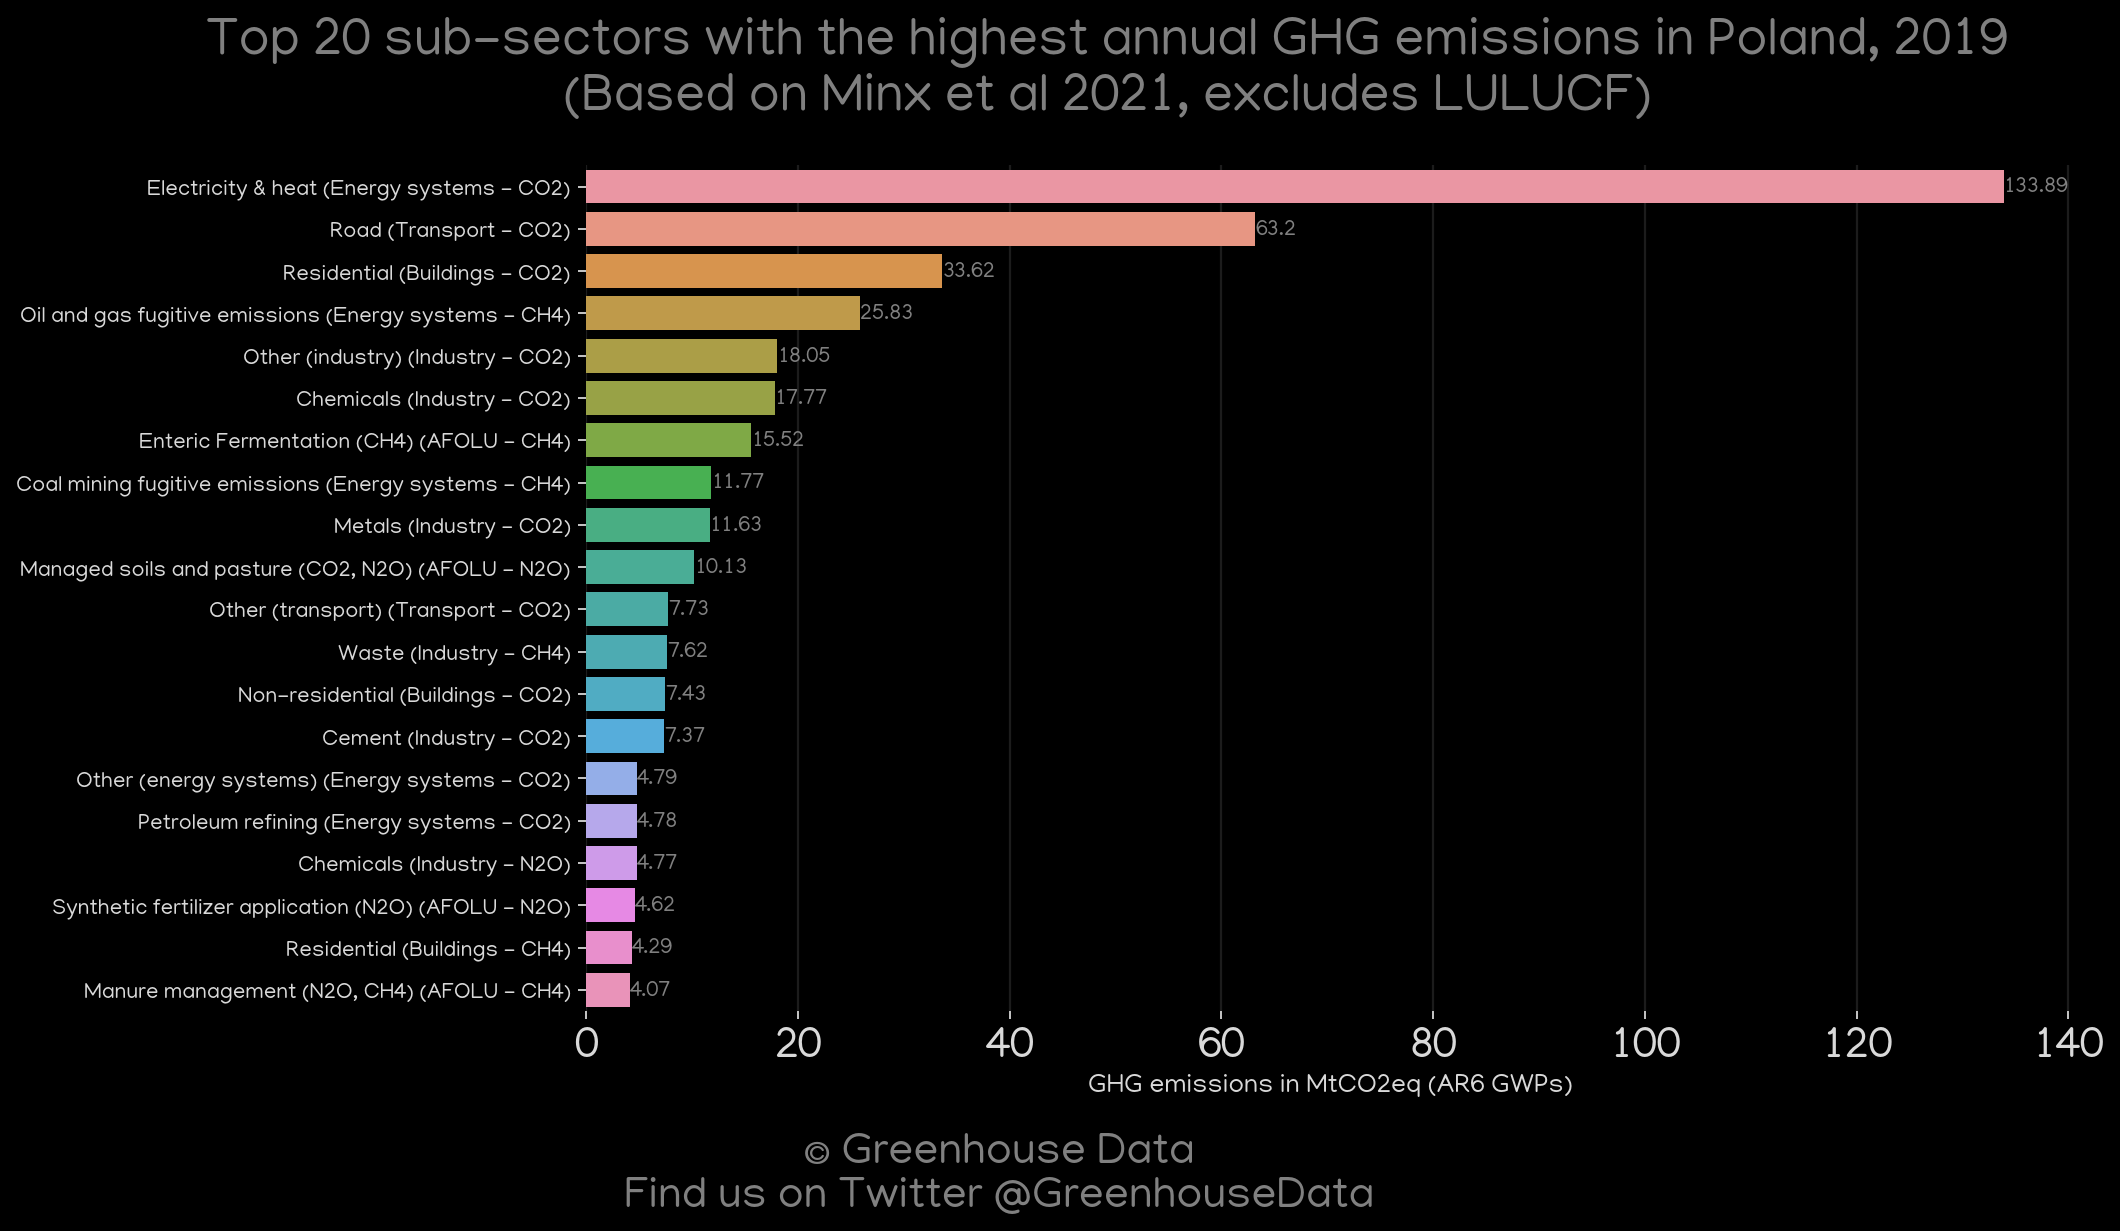 Top 20 sub-sectors with the highest annual GHG emissions in Poland, 2019
(Based on Minx et al 2021, excludes LULUCF)
Electricity & heat (Energy systems - CO2) 133.89
Road (Transport - CO2) 63.2
Residential (Buildings - CO2) 33.62
Oil and gas fugitive emissions (Energy systems - CH4) 25.83
Other (industry) (Industry - CO2) 18.05
Chemicals (Industry - CO2) 17.77
Enteric Fermentation (CH4) (AFOLU - CH4) 15.52
Coal mining fugitive emissions (Energy systems - CH4) 11.77
Metals (Industry - CO2) 11.63
Managed soils and pasture (CO2, N2O) (AFOLU - N2O) 10.13
Other (transport) (Transport - CO2) 7.73
Waste (Industry - CH4) 7.62
Non-residential (Buildings - CO2) 7.43
Cement (Industry - CO2) 7.37
Other (energy systems) (Energy systems - CO2) 4.79
Petroleum refining (Energy systems - CO2) 4.78
Chemicals (Industry - N2O) 4.77
Synthetic fertilizer application (N2O) (AFOLU - N2O) 4.62
Residential (Buildings - CH4) 4.29
Manure management (N2O, CH4) (AFOLU - CH4) 4.07
0 20 40 60 80 100 120 140
GHG emissions in MtCO2eq (AR6 GWPs)
© Greenhouse Data
Find us on Twitter @GreenhouseData